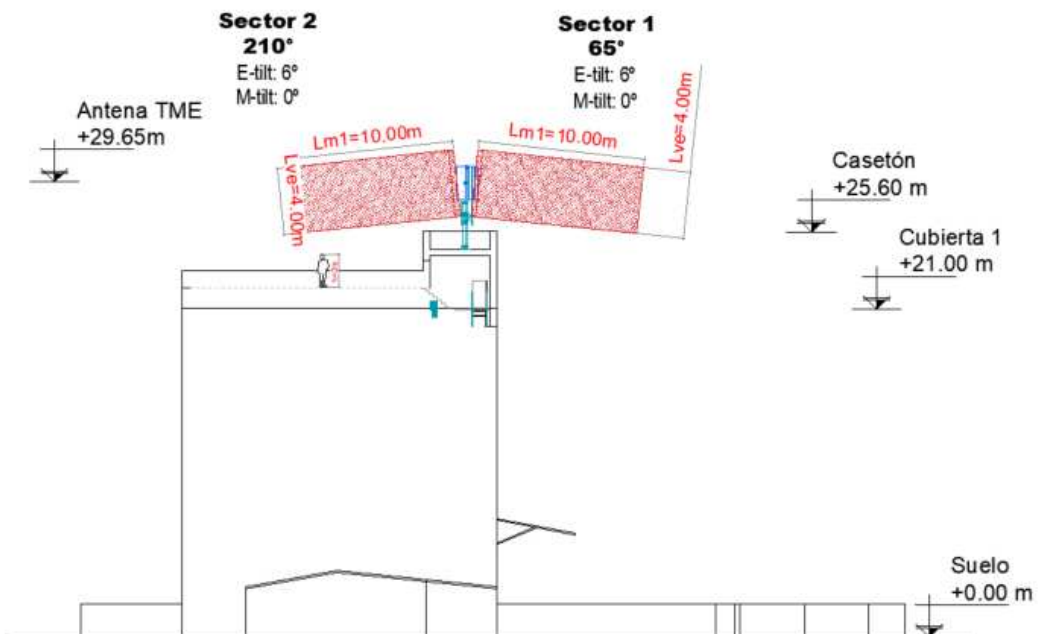 Sector 2
210°
E-tilt: 6º
M-tilt: 0º
Sector 1
65°
E-tilt: 6º
M-tilt: 0º
Antena TME
+29.65m
Lm1=10.00m
Lm1=10.00m
Lve=4.00m
Lve=4.00m
Casetón
+25.60 m
Cubierta 1
+21.00 m
Suelo
+0.00 m